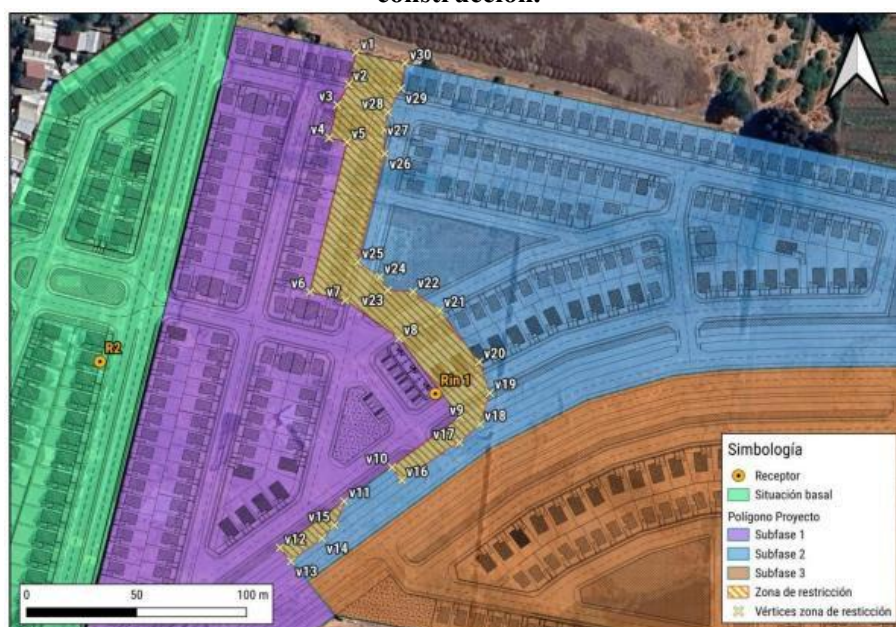 construcción.
v1
v30
v2
v29
v3
v28
v4
v5
v27
v26
v25
v24
v6
v7
v23
v22
v21
v8
R2
v20
Rin 1
v19
v9
v18
v17
v10
v16
v11
v15
v12
v14
v13
0 50 100 m
Simbología
Receptor
Situación basal
Polígono Proyecto
Subfase 1
Subfase 2
Subfase 3
Zona de restricción
Vértices zona de resticción